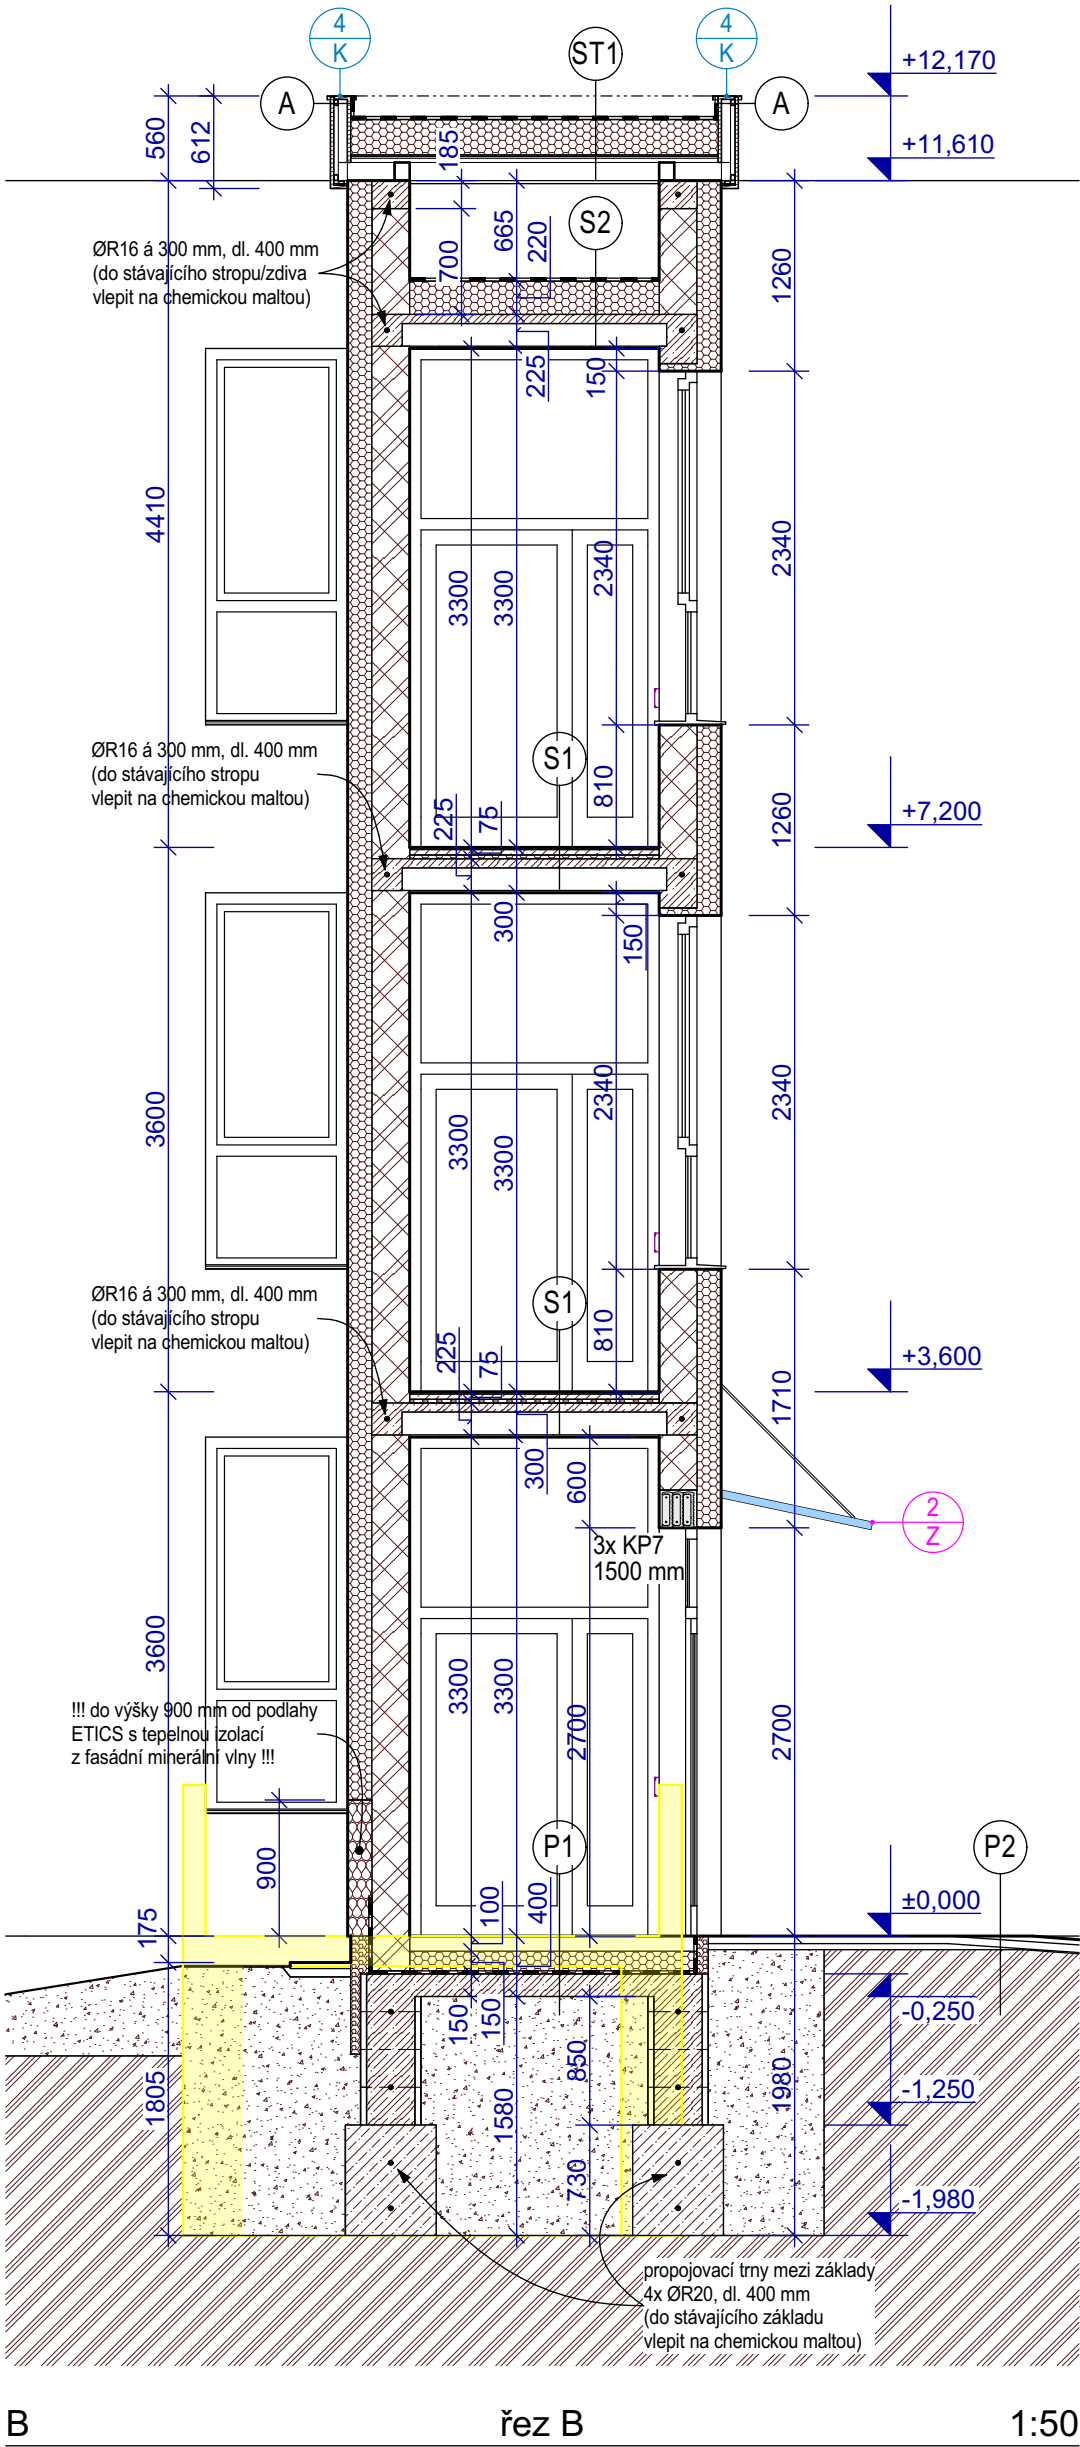 4
K
ST1
4
K
+12,170
A
A
560
612
185
+11,610
ØR16 á 300 mm, dl. 400 mm
(do stávajícího stropu/zdiva
vlepit na chemickou maltou)
700
665
220
S2
1260
225
150
4410
3300
3300
2340
2340
ØR16 á 300 mm, dl. 400 mm
(do stávajícího stropu
vlepit na chemickou maltou)
S1
225
75
810
1260
+7,200
300
150
3600
3300
3300
2340
2340
ØR16 á 300 mm, dl. 400 mm
(do stávajícího stropu
vlepit na chemickou maltou)
S1
225
75
810
1710
+3,600
300
600
2
Z
3x KP7
1500 mm
3600
3300
3300
2700
2700
!!! do výšky 900 mm od podlahy
ETICS s tepelnou izolací
z fasádní minerální vlny !!!
900
P1
P2
175
100
400
±0,000
150
150
-0,250
1805
1580
850
1980
-1,250
730
-1,980
propojovací trny mezi základy
4x ØR20, dl. 400 mm
(do stávajícího základu
vlepit na chemickou maltou)
B řez B 1:50